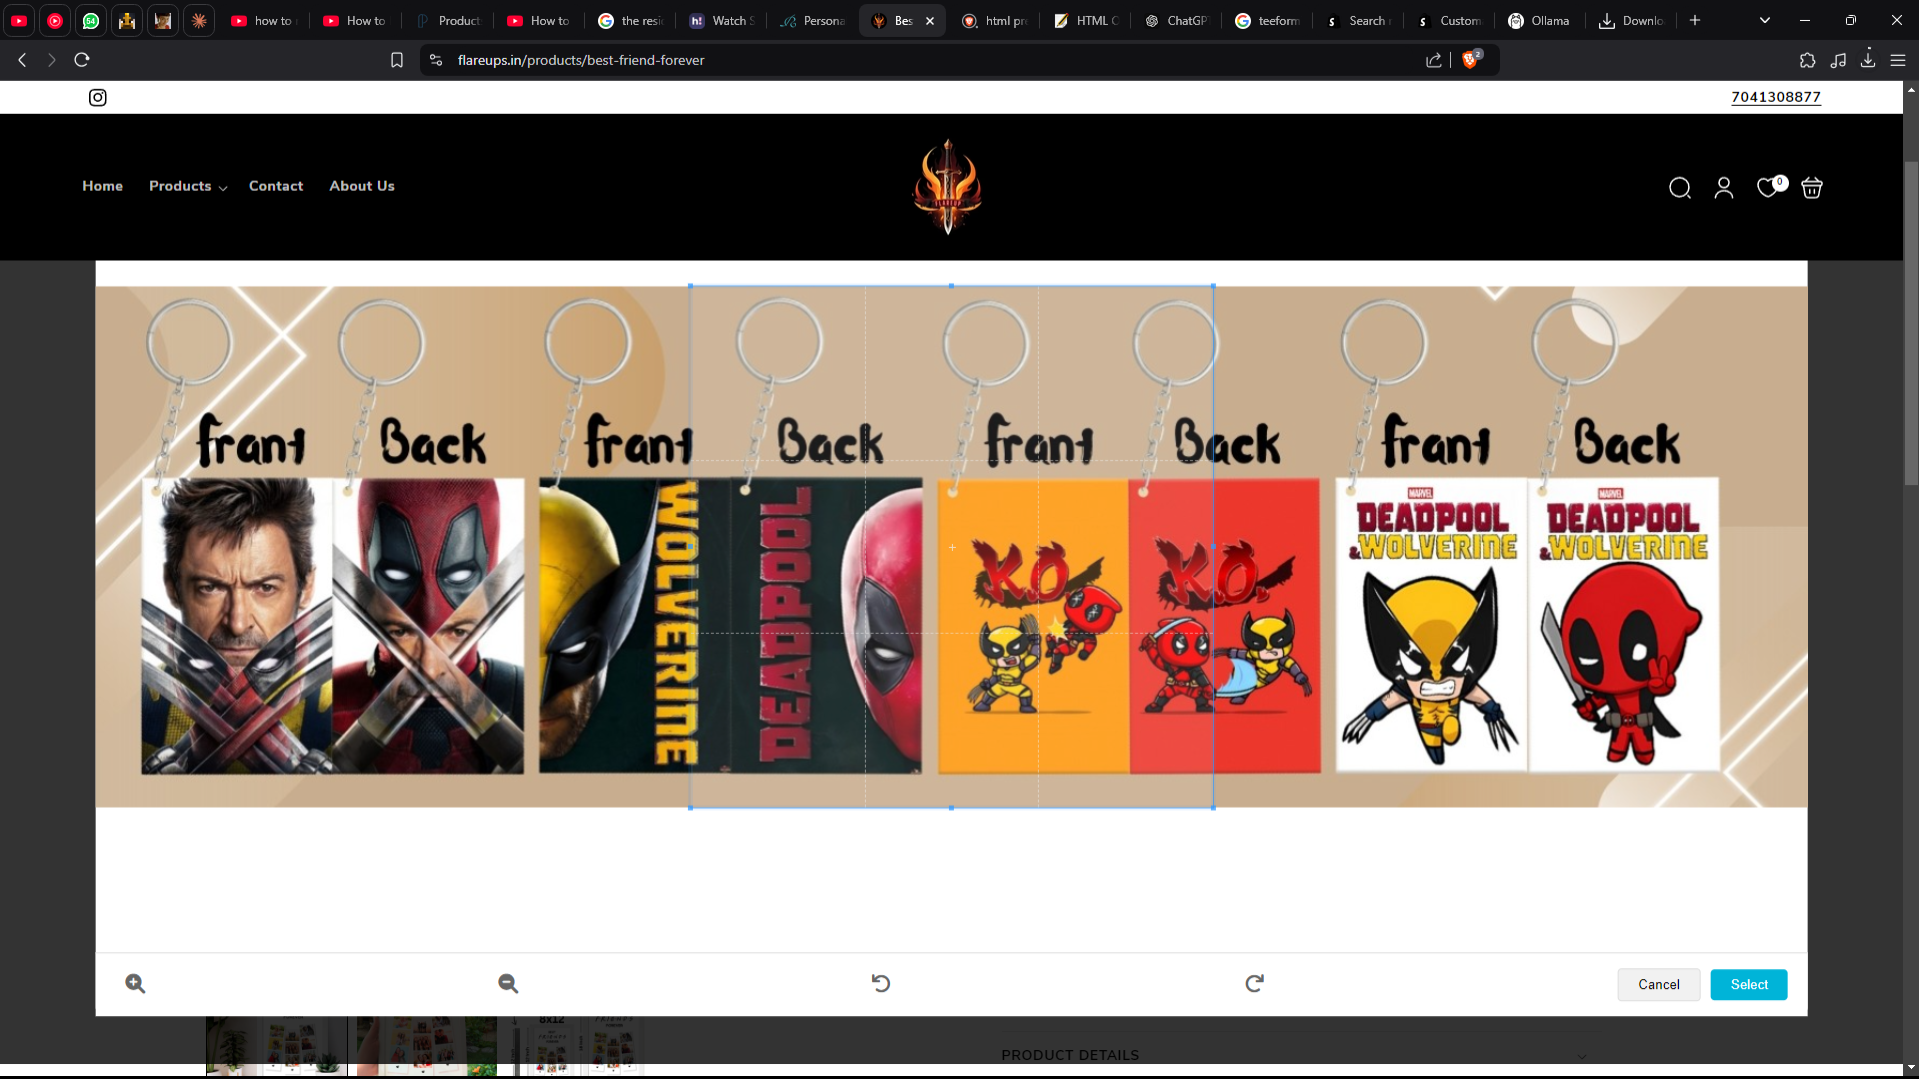 how to
How to
Product
How to
the resi
Watch S
Persona
Bes
html pr
HTML C
ChatGP
teeform
Search
Custom
Ollama
Downlo
flareups.in/products/best-friend-forever
2
7041308877
Home
Products
Contact
About Us
FLAREUP
0
frant
Back
frant
Back
frant
Back
frant
Back
WOLVERINE
DEADPOOL
K.O.
K.O.
MARVEL
DEADPOOL
& WOLVERINE
MARVEL
DEADPOOL
& WOLVERINE
Cancel
Select
8x12
PRODUCT DETAILS